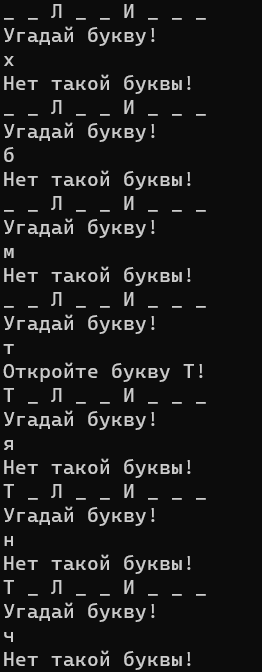 _ _ Л _ _ И _ _ _
Угадай букву!
х
Нет такой буквы!
_ _ Л _ _ И _ _ _
Угадай букву!
б
Нет такой буквы!
_ _ Л _ _ И _ _ _
Угадай букву!
м
Нет такой буквы!
_ _ Л _ _ И _ _ _
Угадай букву!
т
Откройте букву Т!
Т _ Л _ _ И _ _ _
Угадай букву!
я
Нет такой буквы!
Т _ Л _ _ И _ _ _
Угадай букву!
н
Нет такой буквы!
Т _ Л _ _ И _ _ _
Угадай букву!
ч
Нет такой буквы!